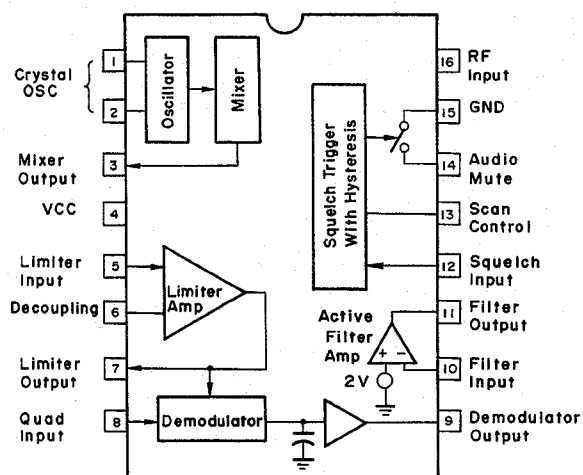 Crystal
OSC
1
2
Oscillator
Mixer
16
RF
Input
15
GND
Mixer
Output
3
14
Audio
Mute
VCC
4
Squelch Trigger
With Hysteresis
13
Scan
Control
Limiter
Input
5
12
Squelch
Input
Decoupling
6
Limiter
Amp
Active
Filter
Amp
11
Filter
Output
Limiter
Output
7
+ −
2V
10
Filter
Input
Quad
Input
8
Demodulator
9
Demodulator
Output